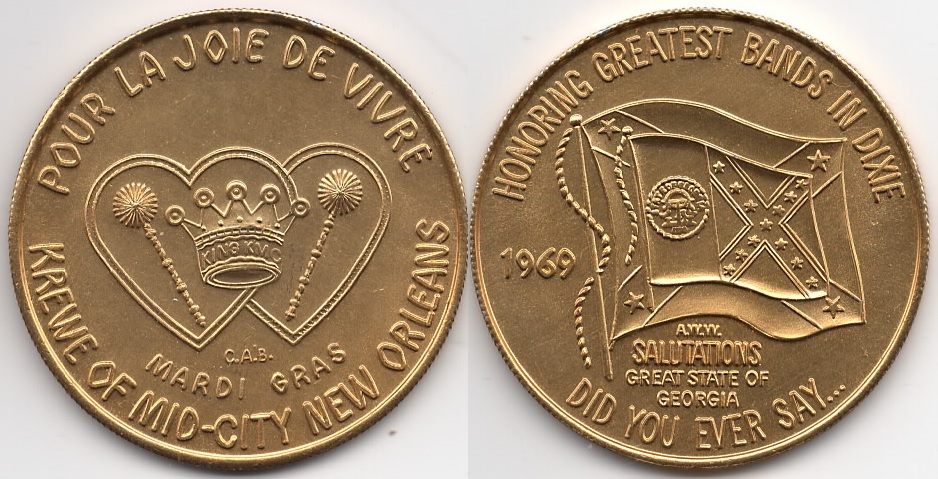 POUR LA JOIE DE VIVRE
KING KMC
C.A.B.
MARDI GRAS
KREWE OF MID-CITY NEW ORLEANS
HONORING GREATEST BANDS IN DIXIE
1969
A.W.W.
SALUTATIONS
GREAT STATE OF
GEORGIA
DID YOU EVER SAY...